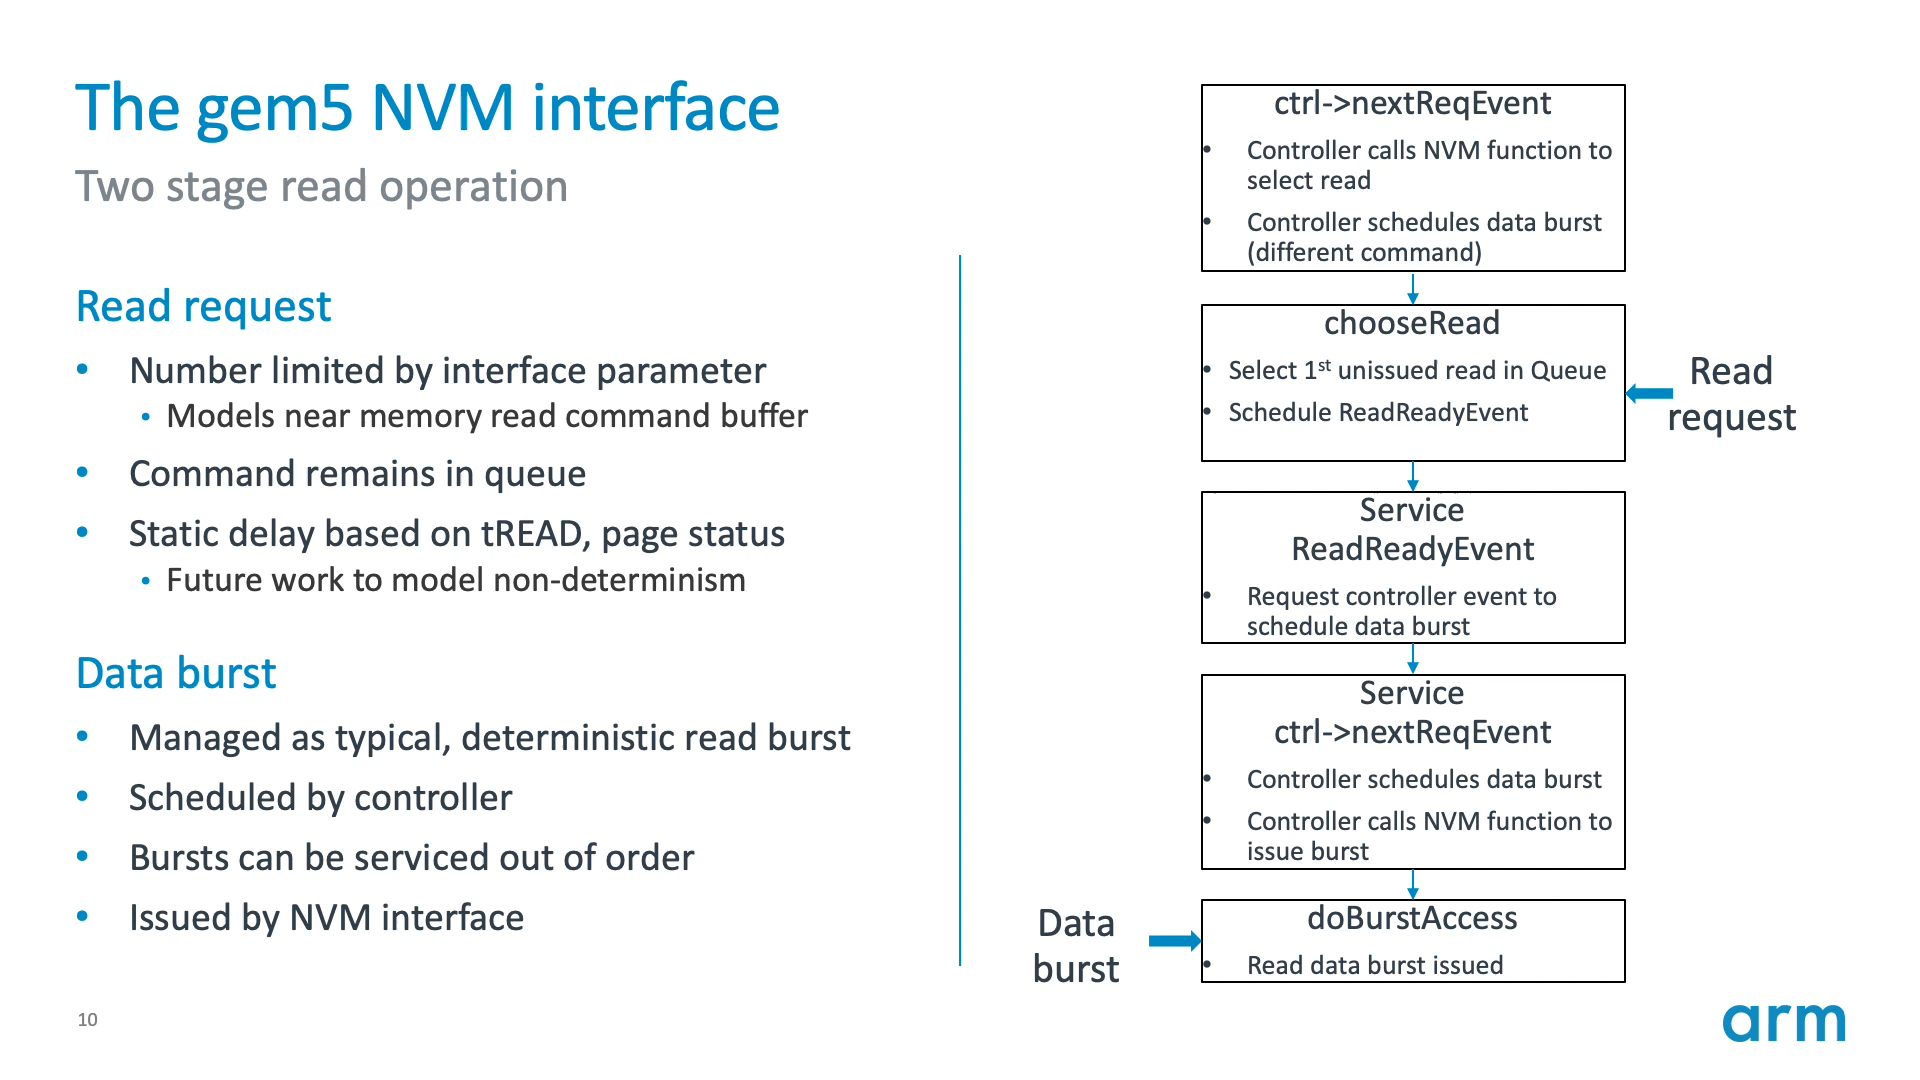 The gem5 NVM interface
Two stage read operation
Read request
• Number limited by interface parameter
• Models near memory read command buffer
• Command remains in queue
• Static delay based on tREAD, page status
• Future work to model non-determinism
Data burst
• Managed as typical, deterministic read burst
• Scheduled by controller
• Bursts can be serviced out of order
• Issued by NVM interface
ctrl->nextReqEvent
• Controller calls NVM function to
select read
• Controller schedules data burst
(different command)
chooseRead
• Select 1st unissued read in Queue
• Schedule ReadReadyEvent
Read
request
Service
ReadReadyEvent
• Request controller event to
schedule data burst
Service
ctrl->nextReqEvent
• Controller schedules data burst
• Controller calls NVM function to
issue burst
Data
burst
doBurstAccess
• Read data burst issued
10
arm